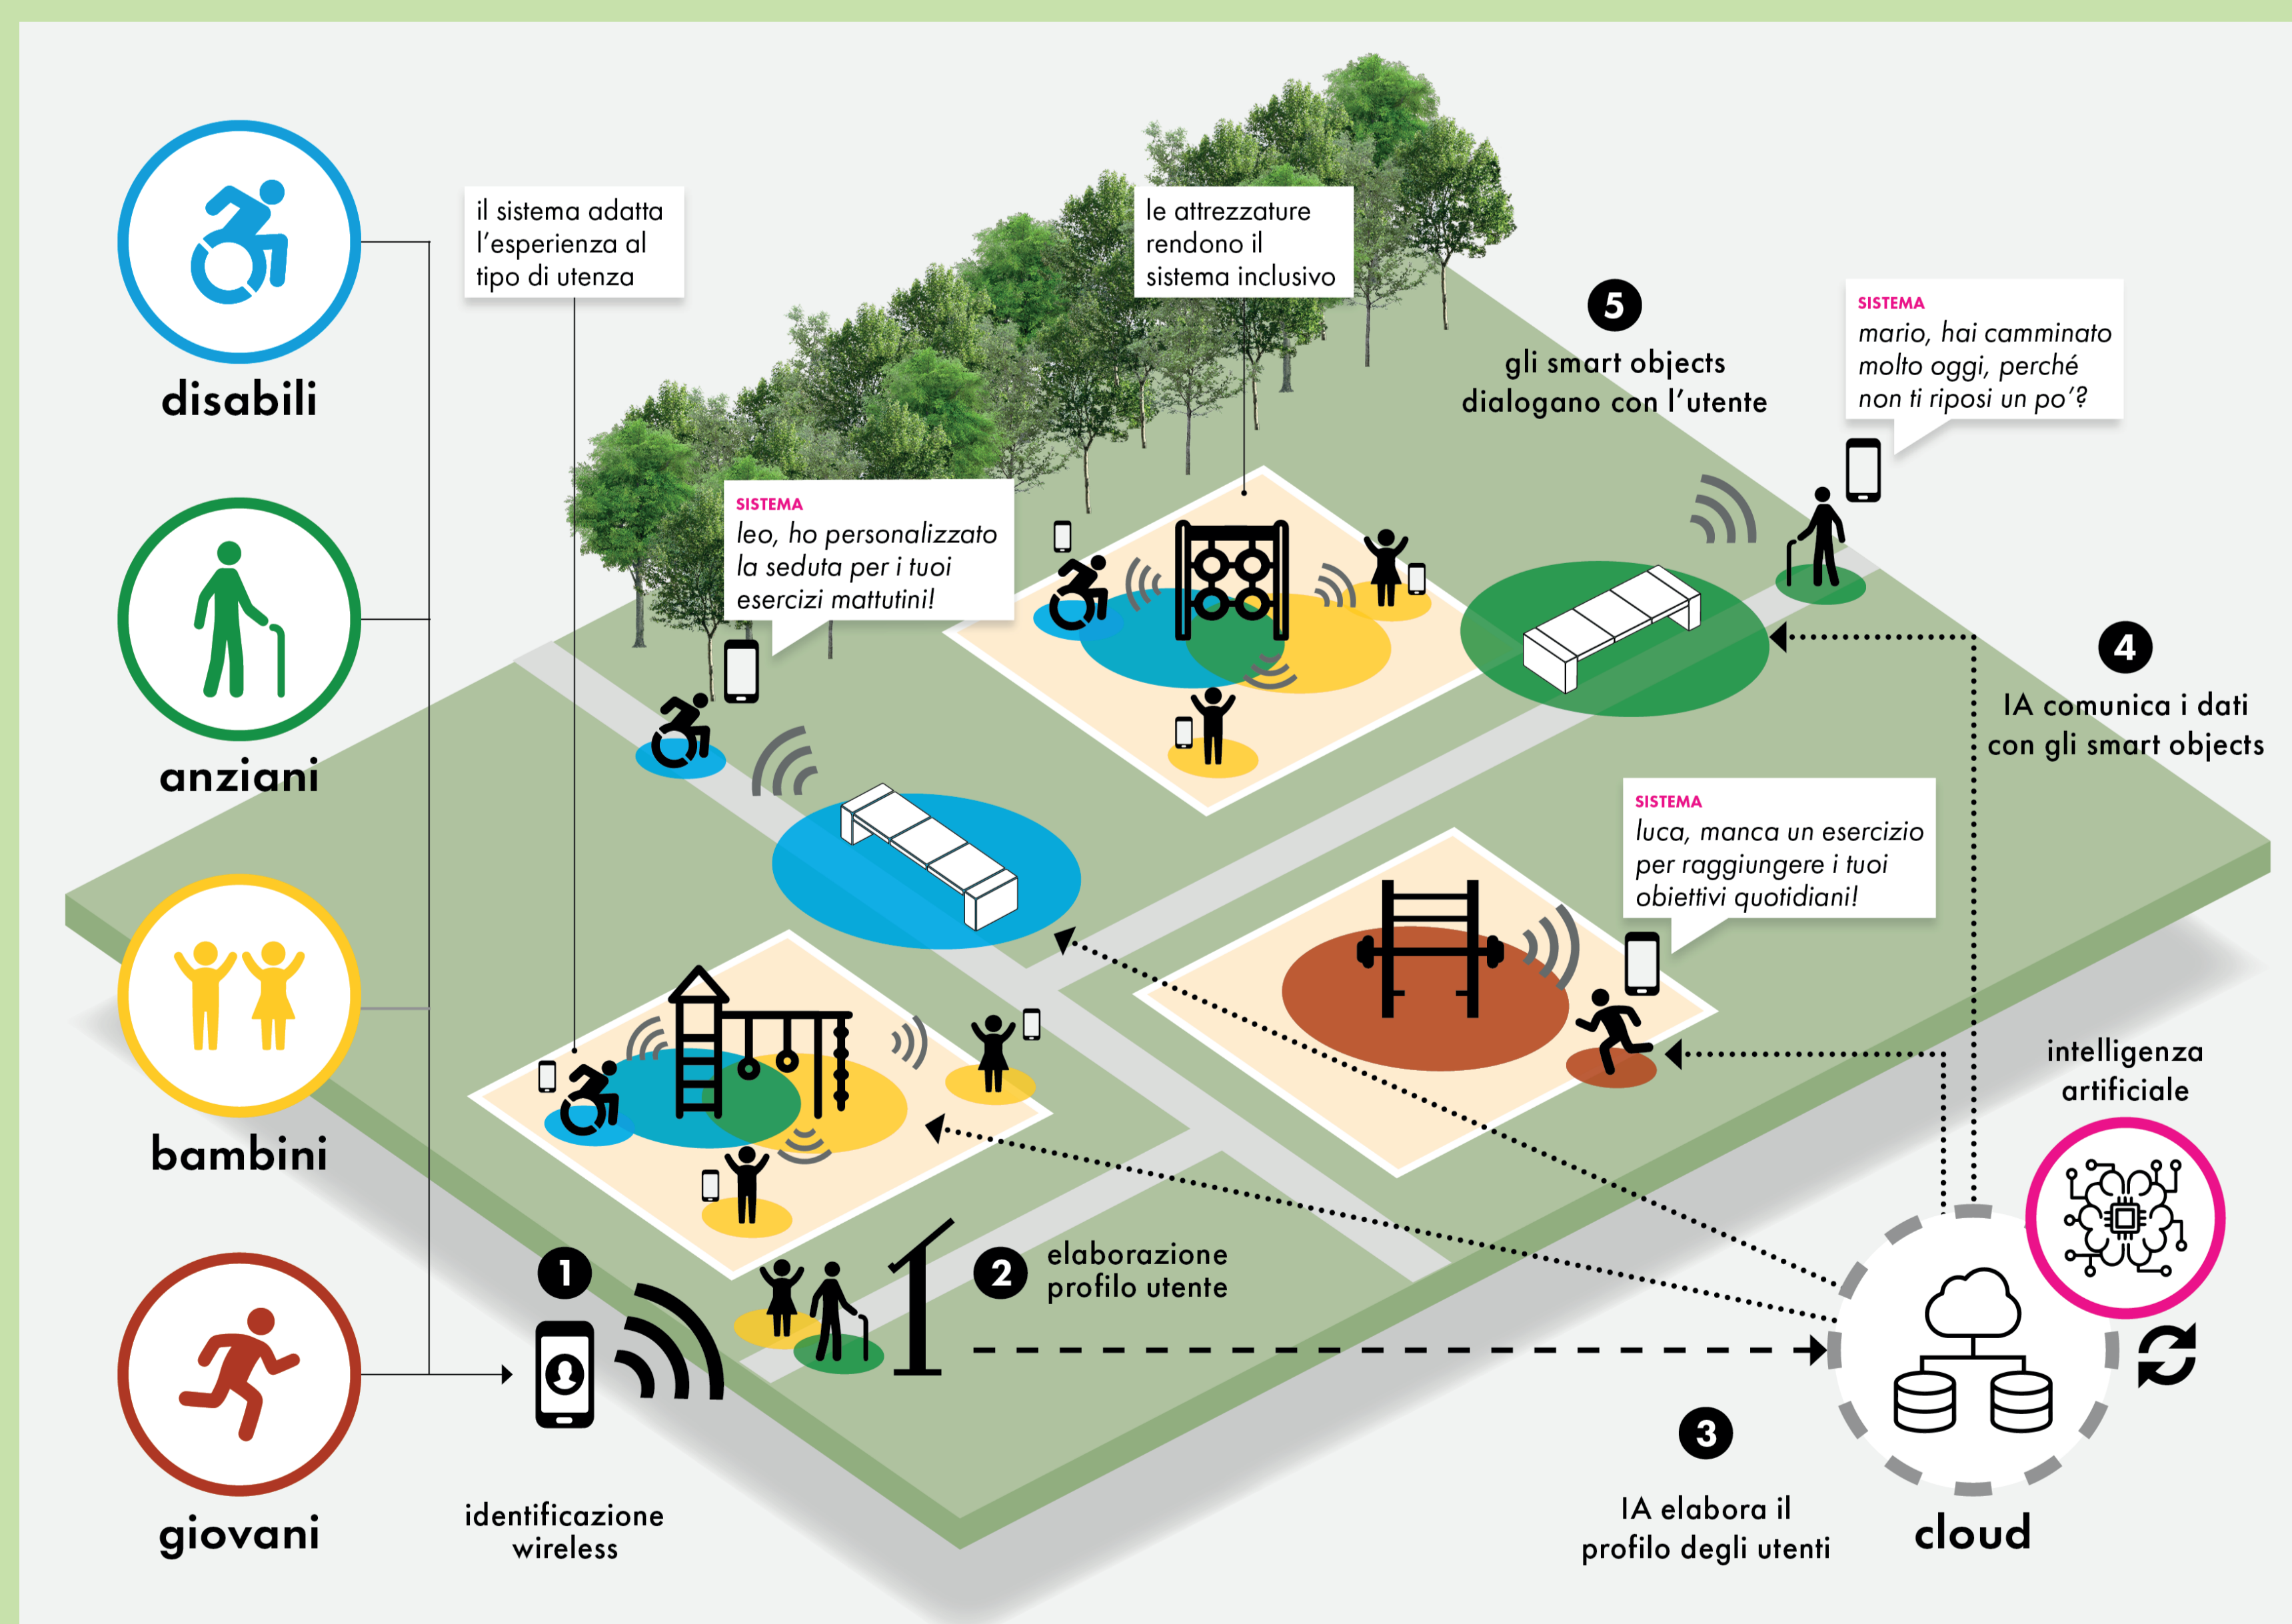 disabili
anziani
bambini
giovani
il sistema adatta
l'esperienza al
tipo di utenza
le attrezzature
rendono il
sistema inclusivo
SISTEMA
leo, ho personalizzato
la seduta per i tuoi
esercizi mattutini!
5
gli smart objects
dialogano con l'utente
SISTEMA
mario, hai camminato
molto oggi, perché
non ti riposi un po'?
4
IA comunica i dati
con gli smart objects
SISTEMA
luca, manca un esercizio
per raggiungere i tuoi
obiettivi quotidiani!
intelligenza
artificiale
1
identificazione
wireless
2
elaborazione
profilo utente
3
IA elabora il
profilo degli utenti
cloud